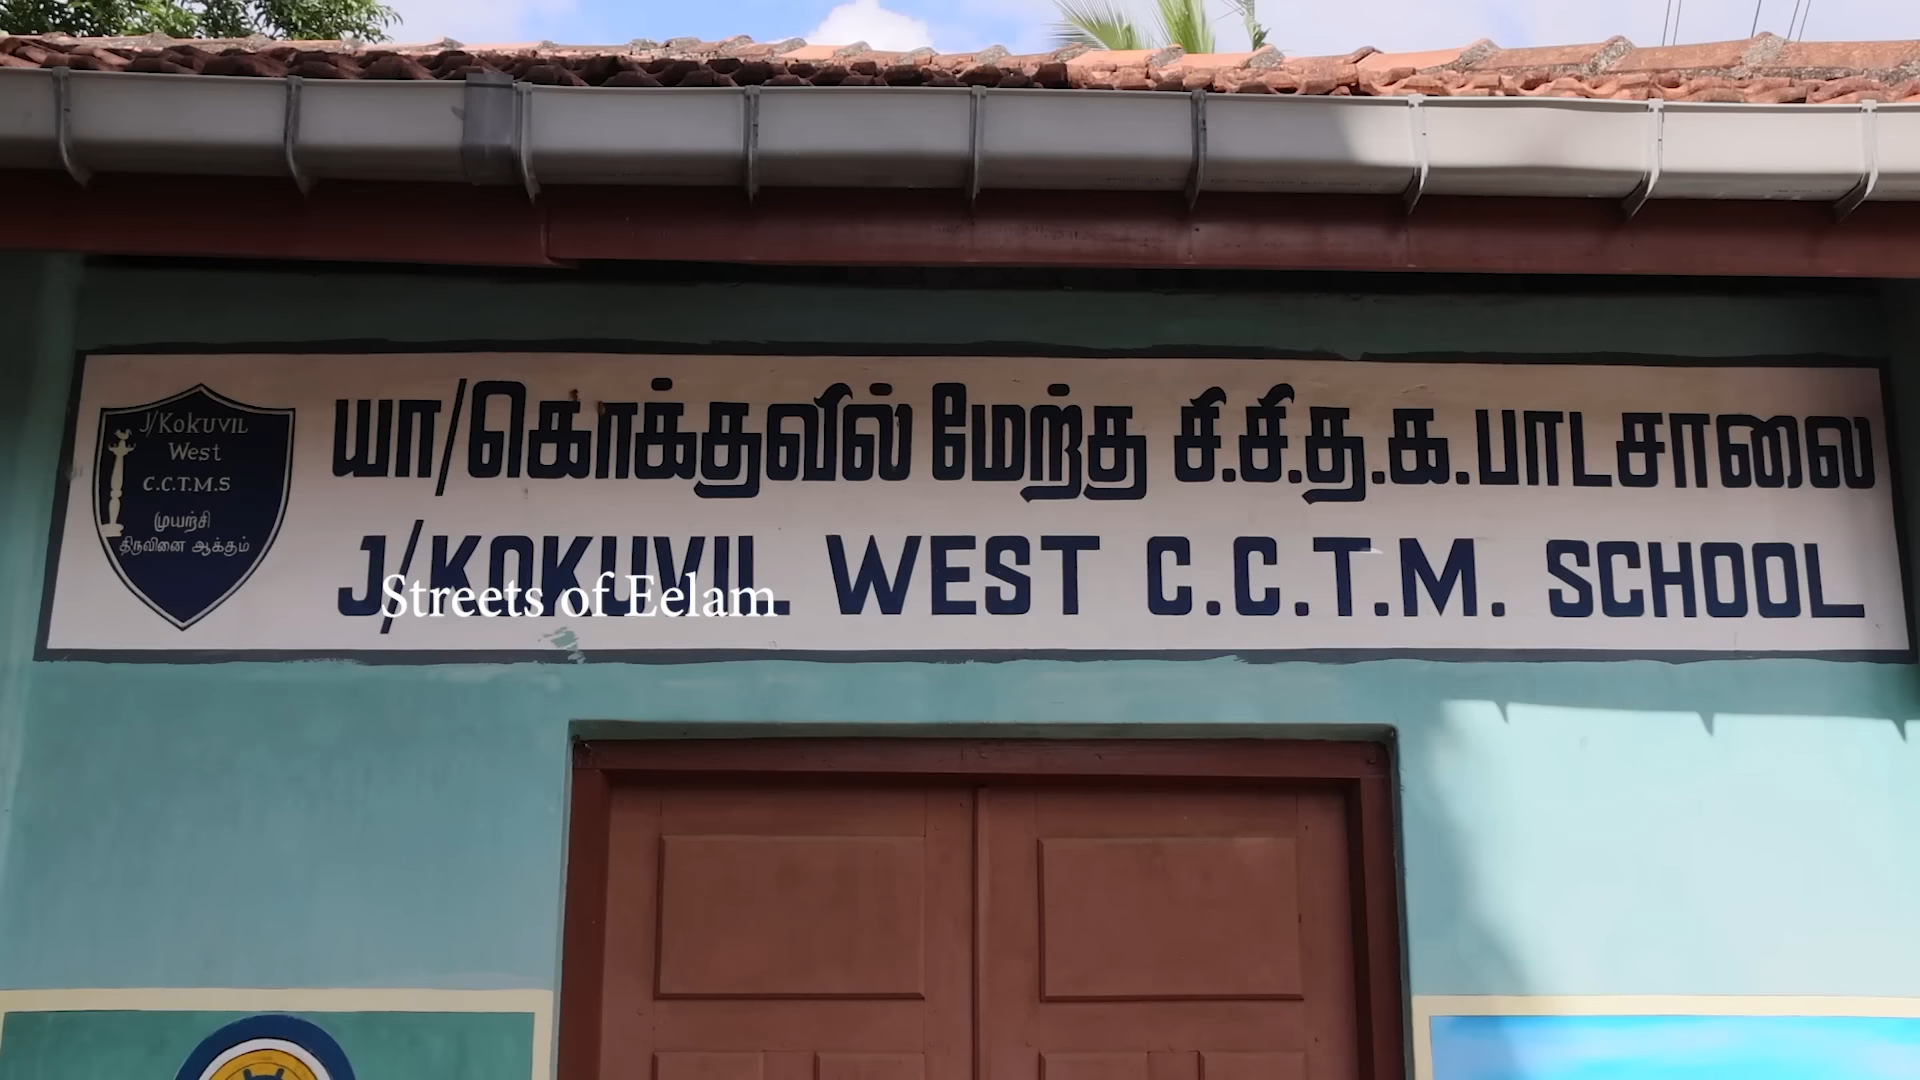 யா/கொக்குவில் மேற்கு சி.சி.த.க.பாடசாலை
J/KOKUVIL WEST C.C.T.M. SCHOOL
J/KOKUVIL
West
C.C.T.M.S
முயற்சி
திருவினை ஆக்கும்
Streets of Eelam